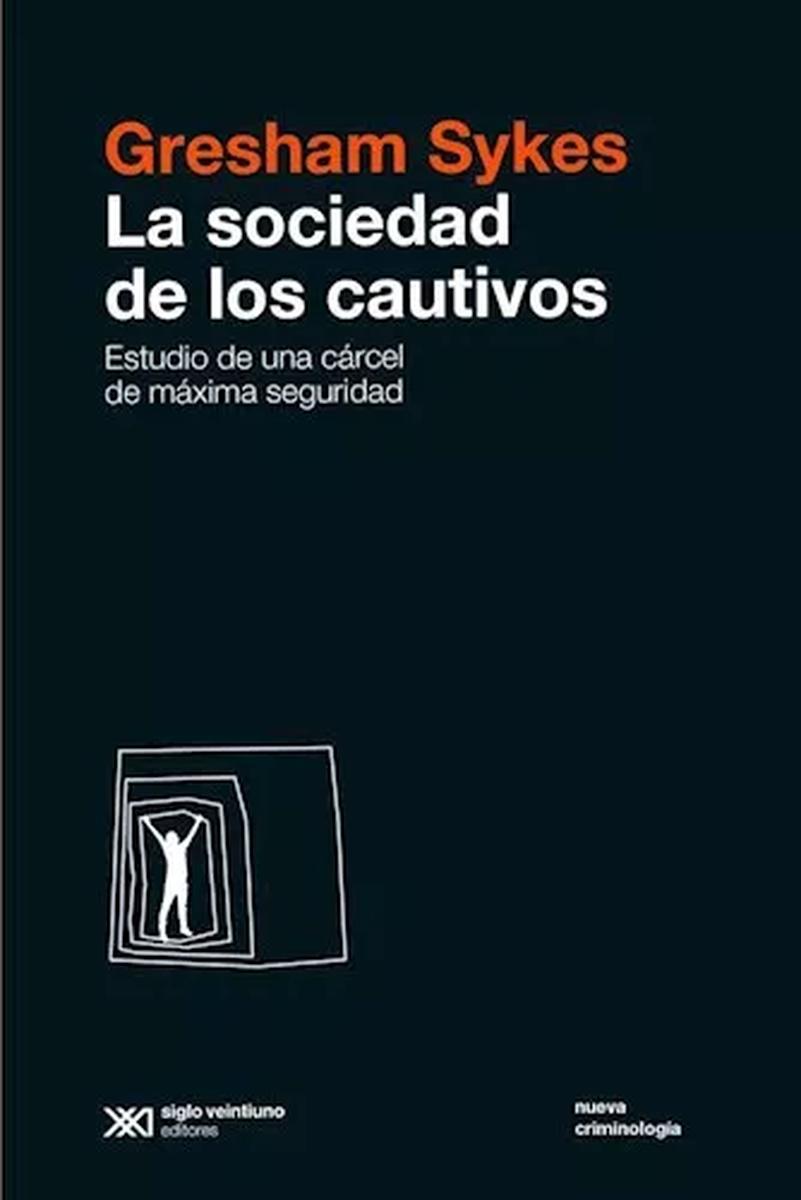 Gresham Sykes
La sociedad
de los cautivos
Estudio de una cárcel
de máxima seguridad
siglo veintiuno
editores
nueva
criminología